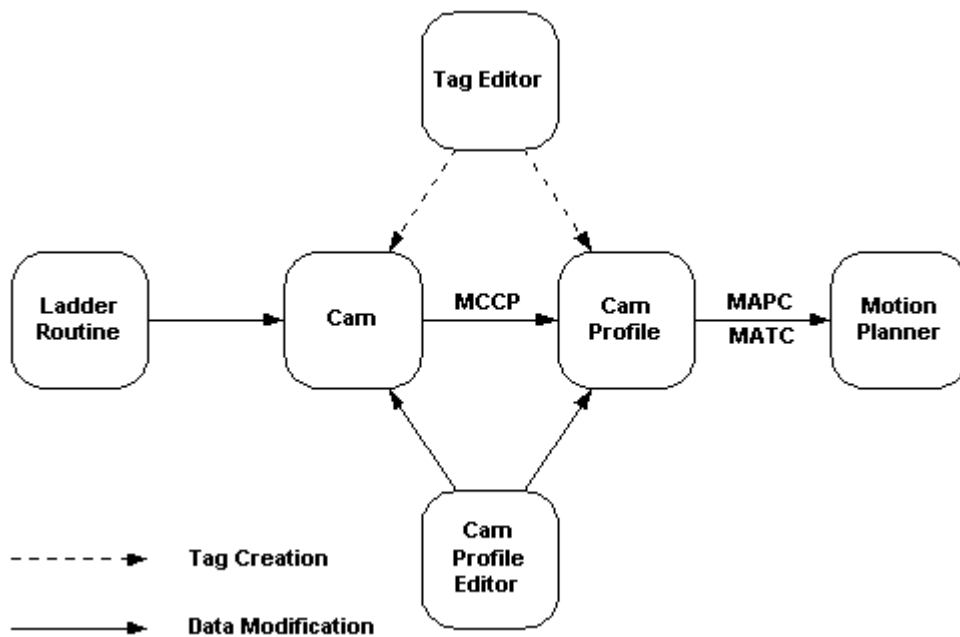 Tag Editor
Ladder
Routine
Cam
MCCP
Cam
Profile
MAPC
MATC
Motion
Planner
Cam
Profile
Editor
Tag Creation
Data Modification